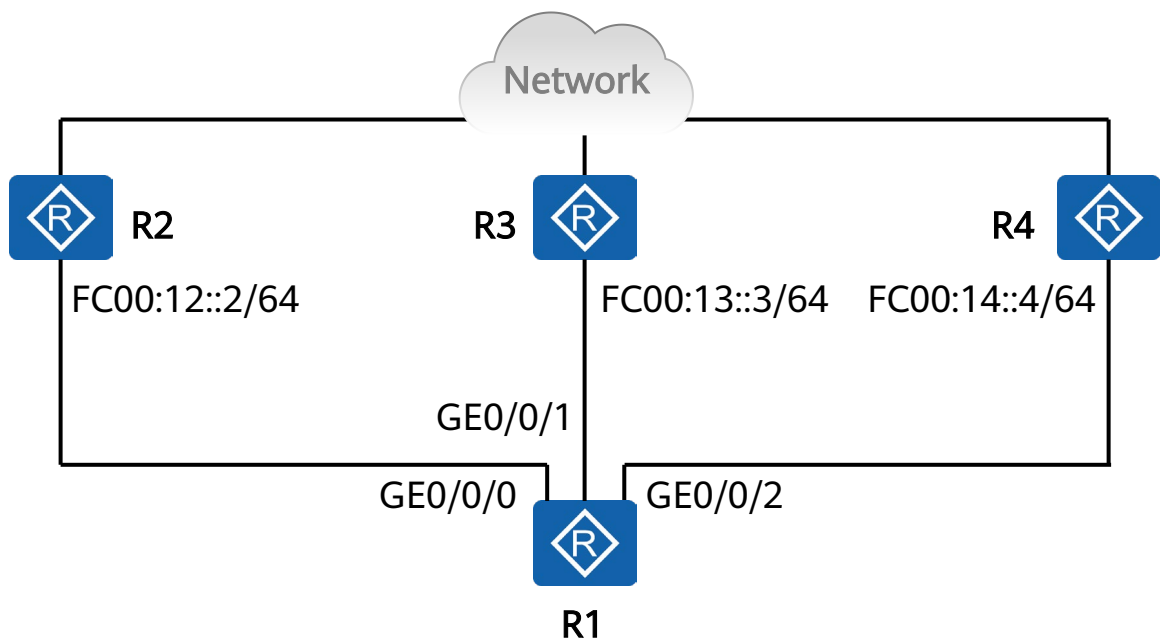 Network
R
R2
R3
R
R4
R
FC00:12::2/64
FC00:13::3/64
FC00:14::4/64
GE0/0/1
GE0/0/0
GE0/0/2
R
R1